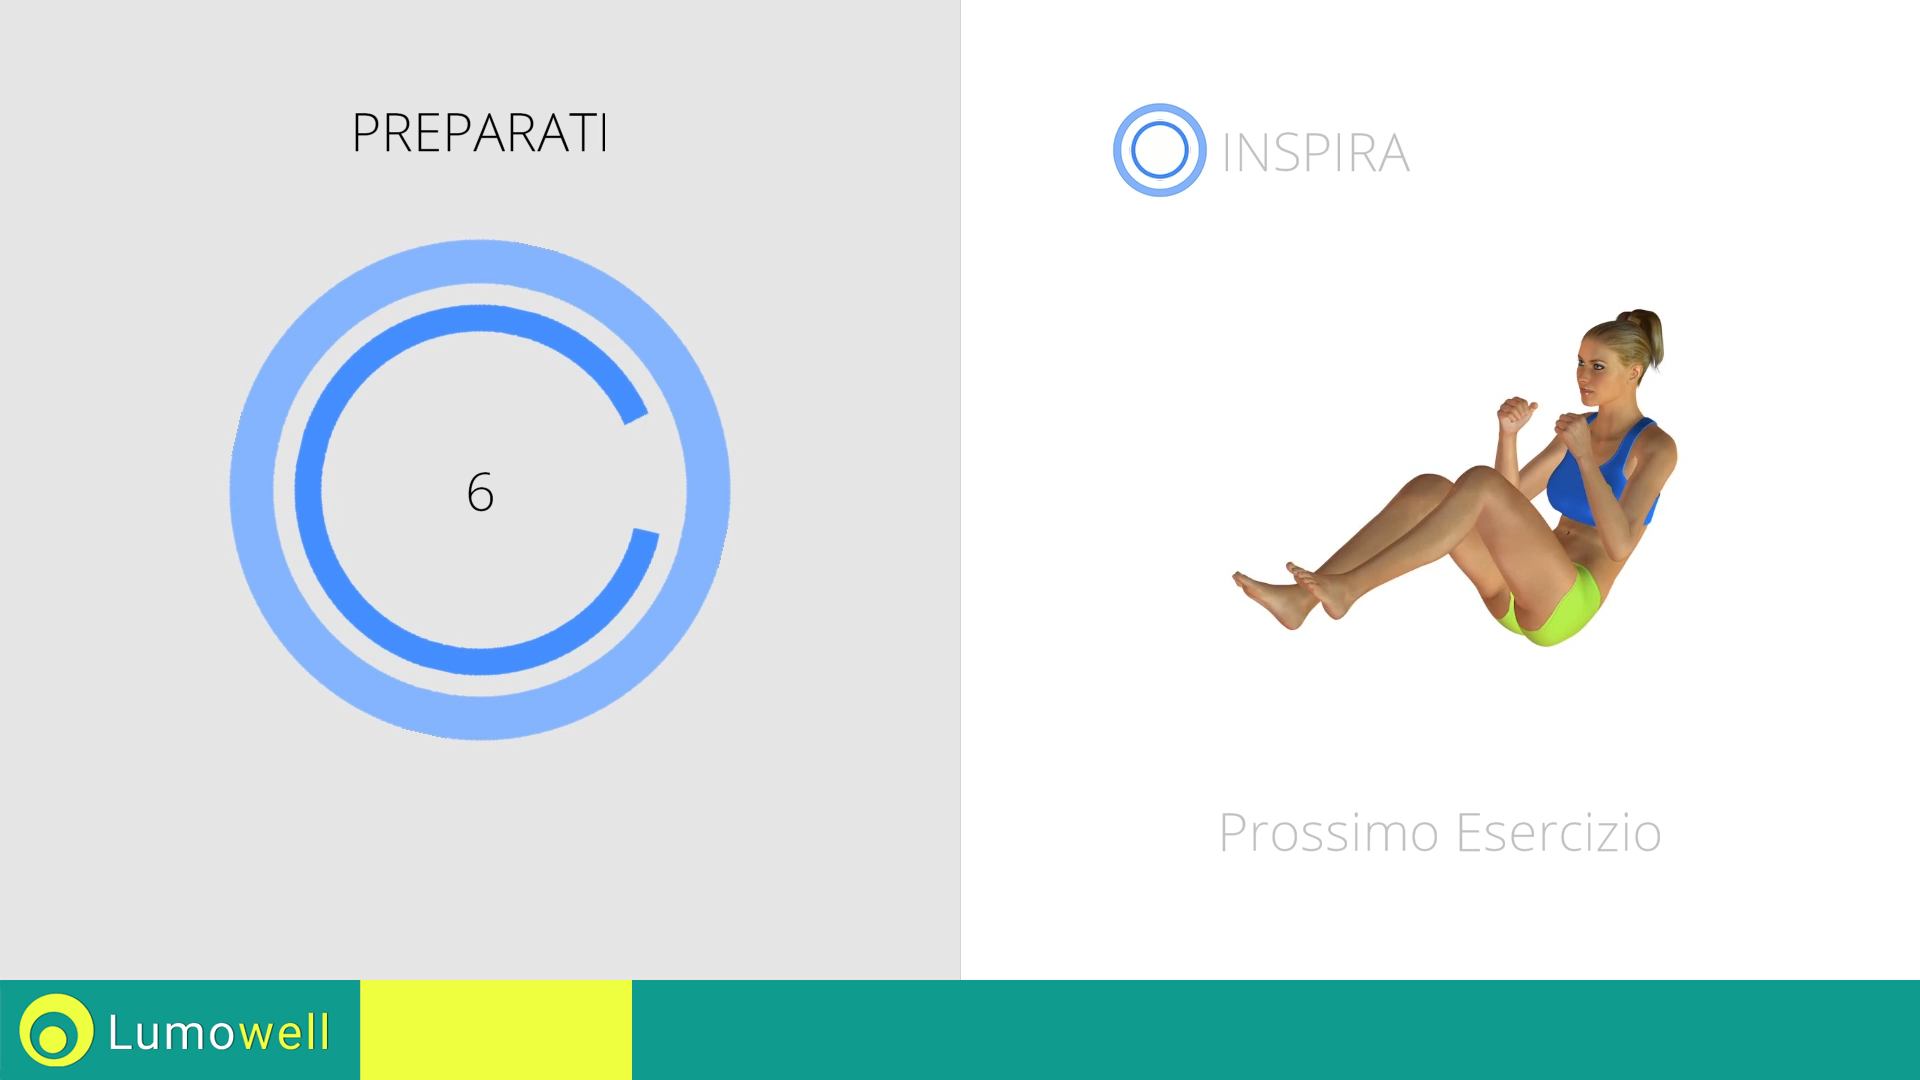 PREPARATI
6
INSPIRA
Prossimo Esercizio
Lumowell